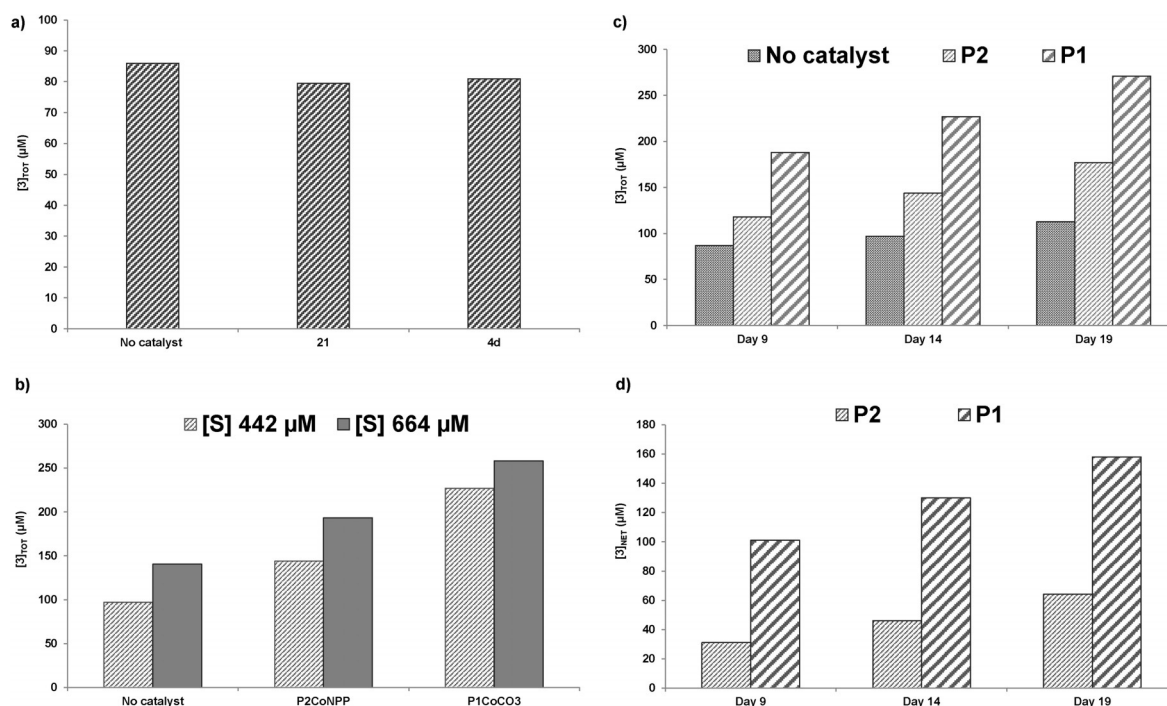 a)
100
90
80
70
60
50
40
30
20
10
0
[3]TOT (µM)
No catalyst 21 4d
b)
[S] 442 µM [S] 664 µM
300
250
200
150
100
50
0
[3]TOT (µM)
No catalyst P2CoNPP P1CoCO3
c)
No catalyst P2 P1
300
250
200
150
100
50
0
[3]TOT (µM)
Day 9 Day 14 Day 19
d)
P2 P1
180
160
140
120
100
80
60
40
20
0
[3]NET (µM)
Day 9 Day 14 Day 19